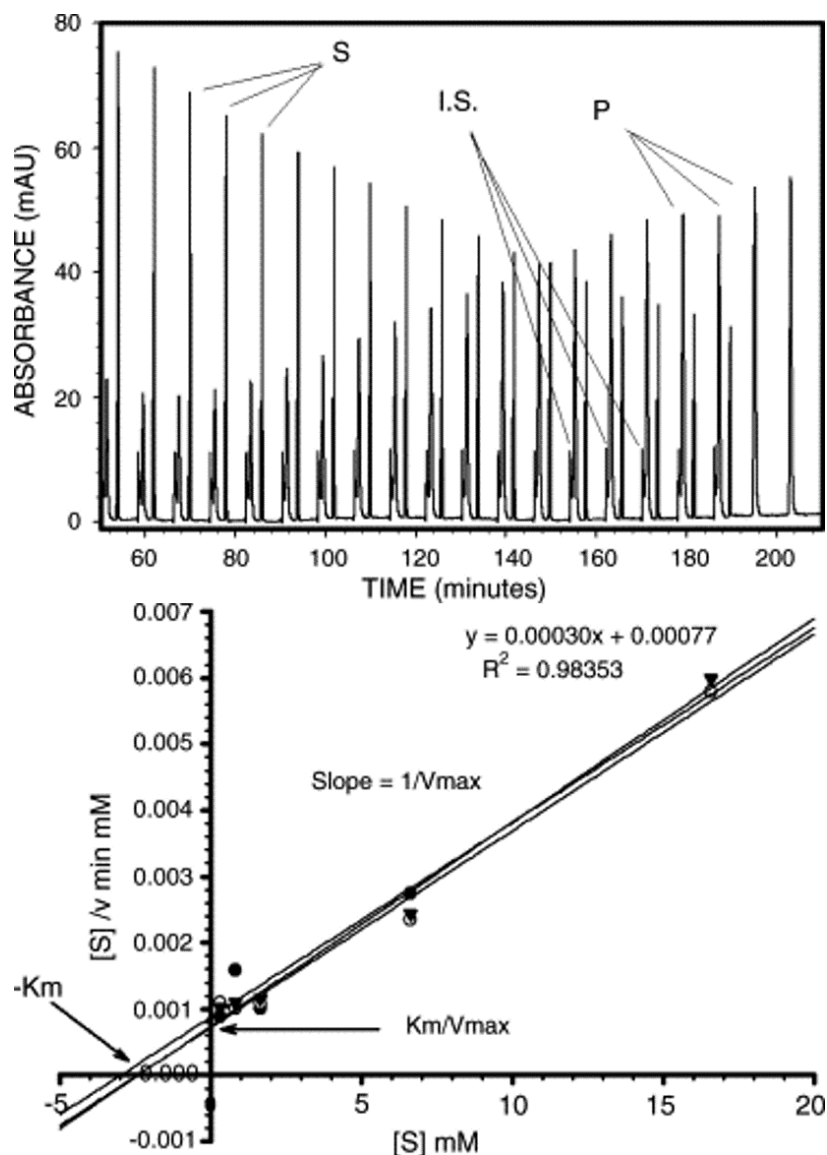 80
S
I.S.
P
60
40
20
0
ABSORBANCE (mAU)
60 80 100 120 140 160 180 200
TIME (minutes)
0.007
y = 0.00030x + 0.00077
R² = 0.98353
0.006
0.005
Slope = 1/Vmax
0.004
[S] /v min mM
0.003
0.002
-Km
0.001
Km/Vmax
0.000
-5 0 5 10 15 20
-0.001
[S] mM